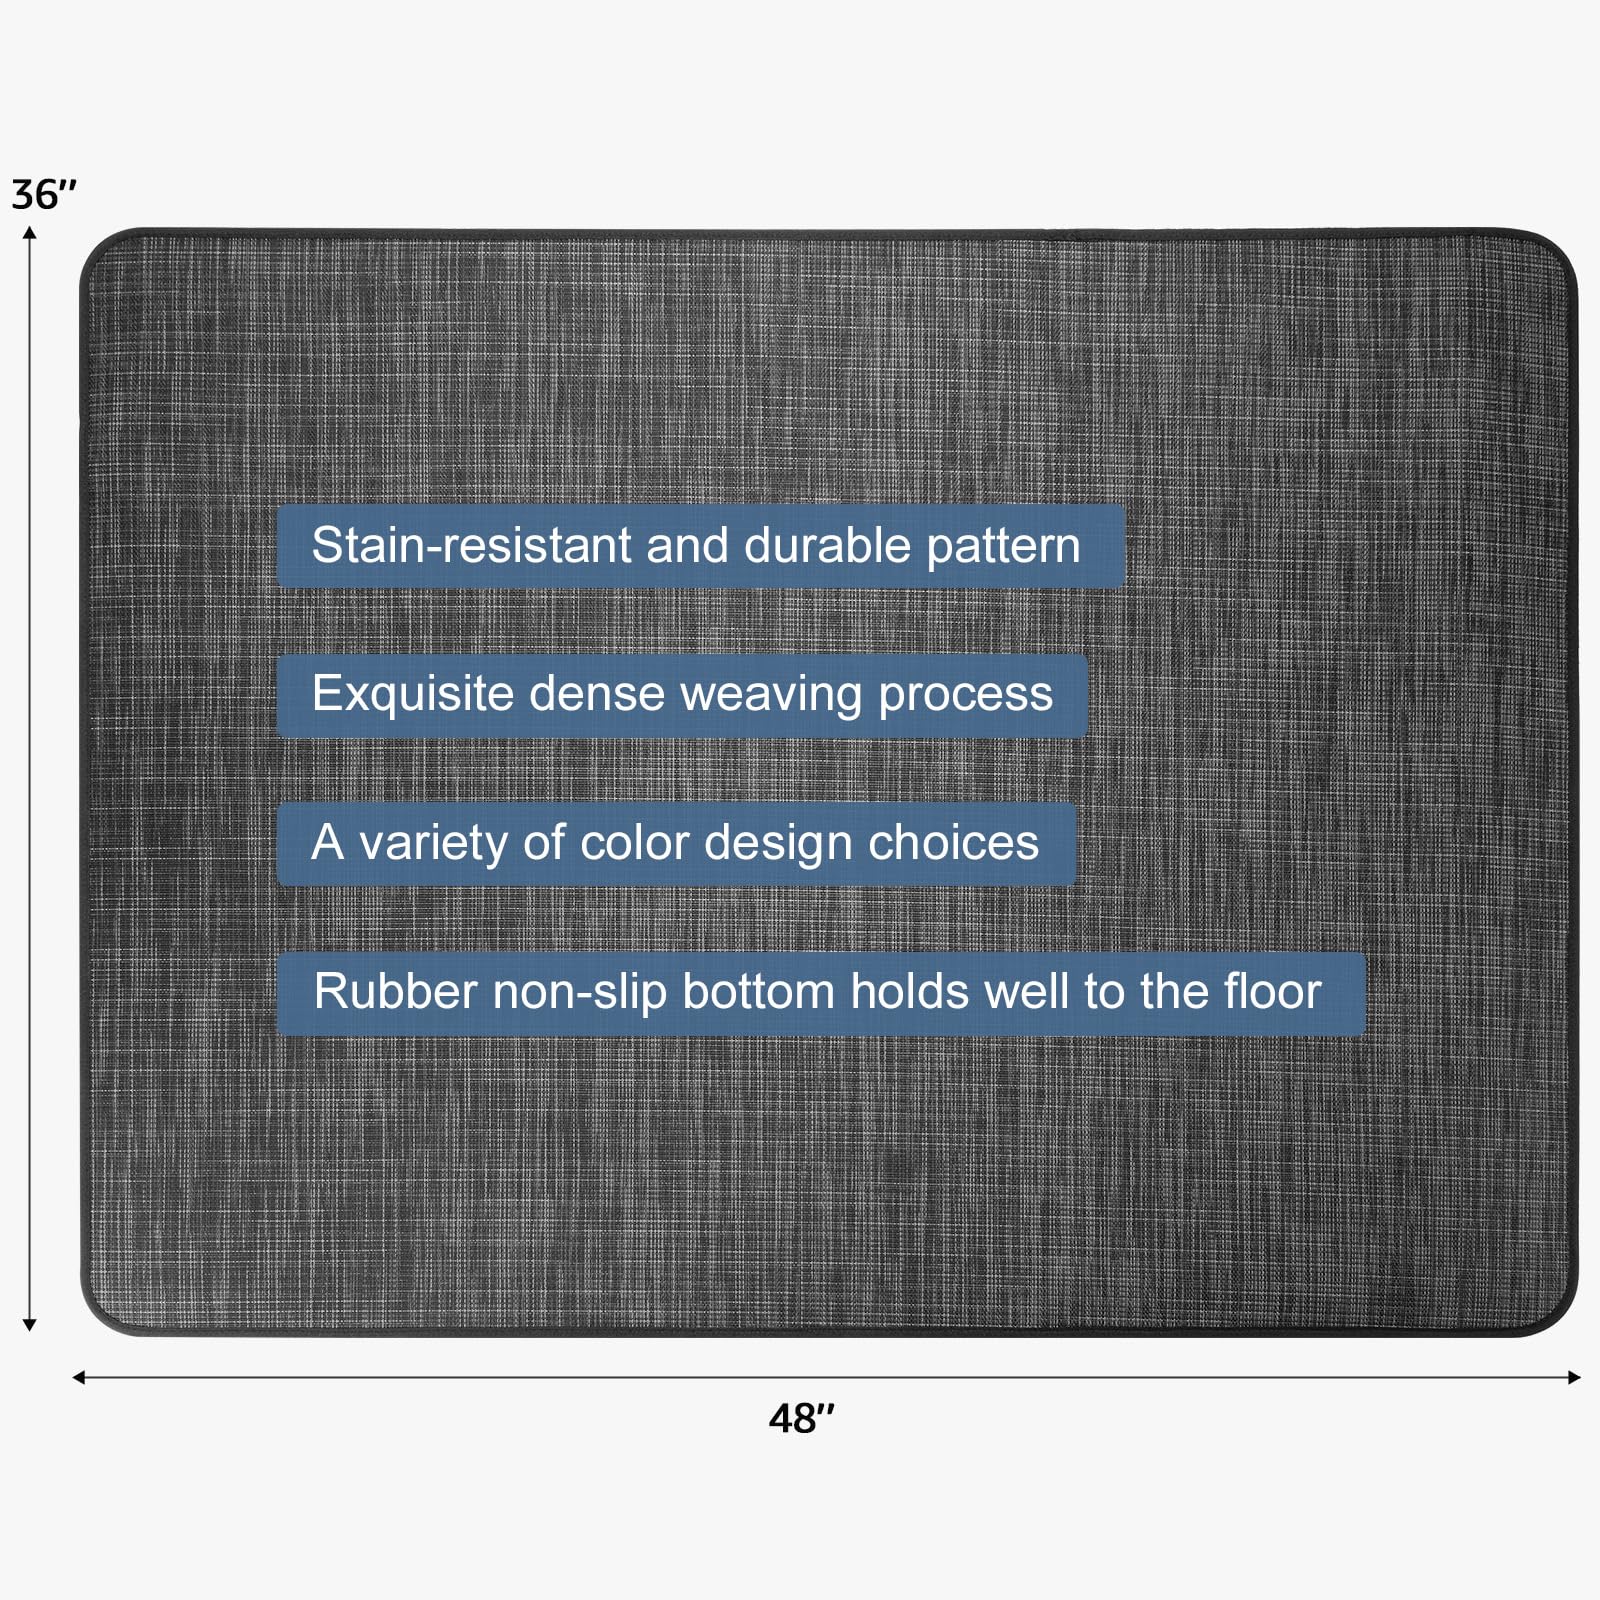 36″
Stain-resistant and durable pattern
Exquisite dense weaving process
A variety of color design choices
Rubber non-slip bottom holds well to the floor
48″